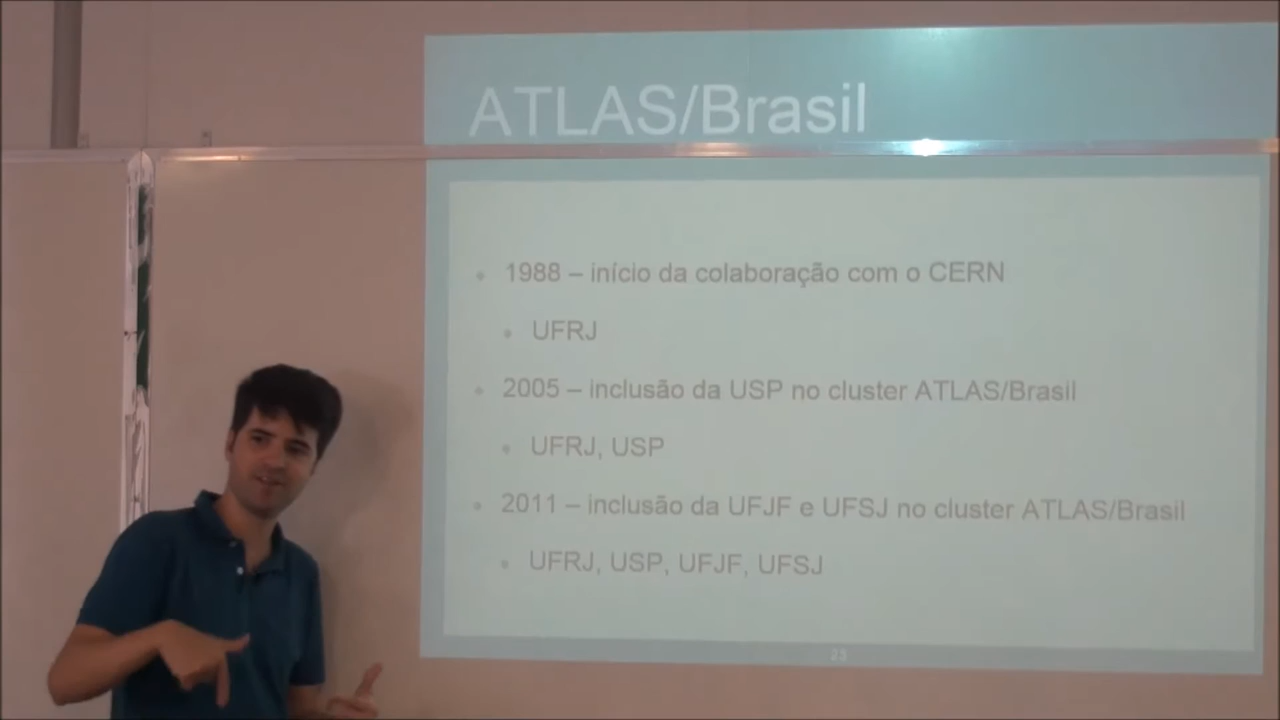 ATLAS/Brasil
• 1988 – início da colaboração com o CERN
• UFRJ
• 2005 – inclusão da USP no cluster ATLAS/Brasil
• UFRJ, USP
• 2011 – inclusão da UFJF e UFSJ no cluster ATLAS/Brasil
• UFRJ, USP, UFJF, UFSJ
23